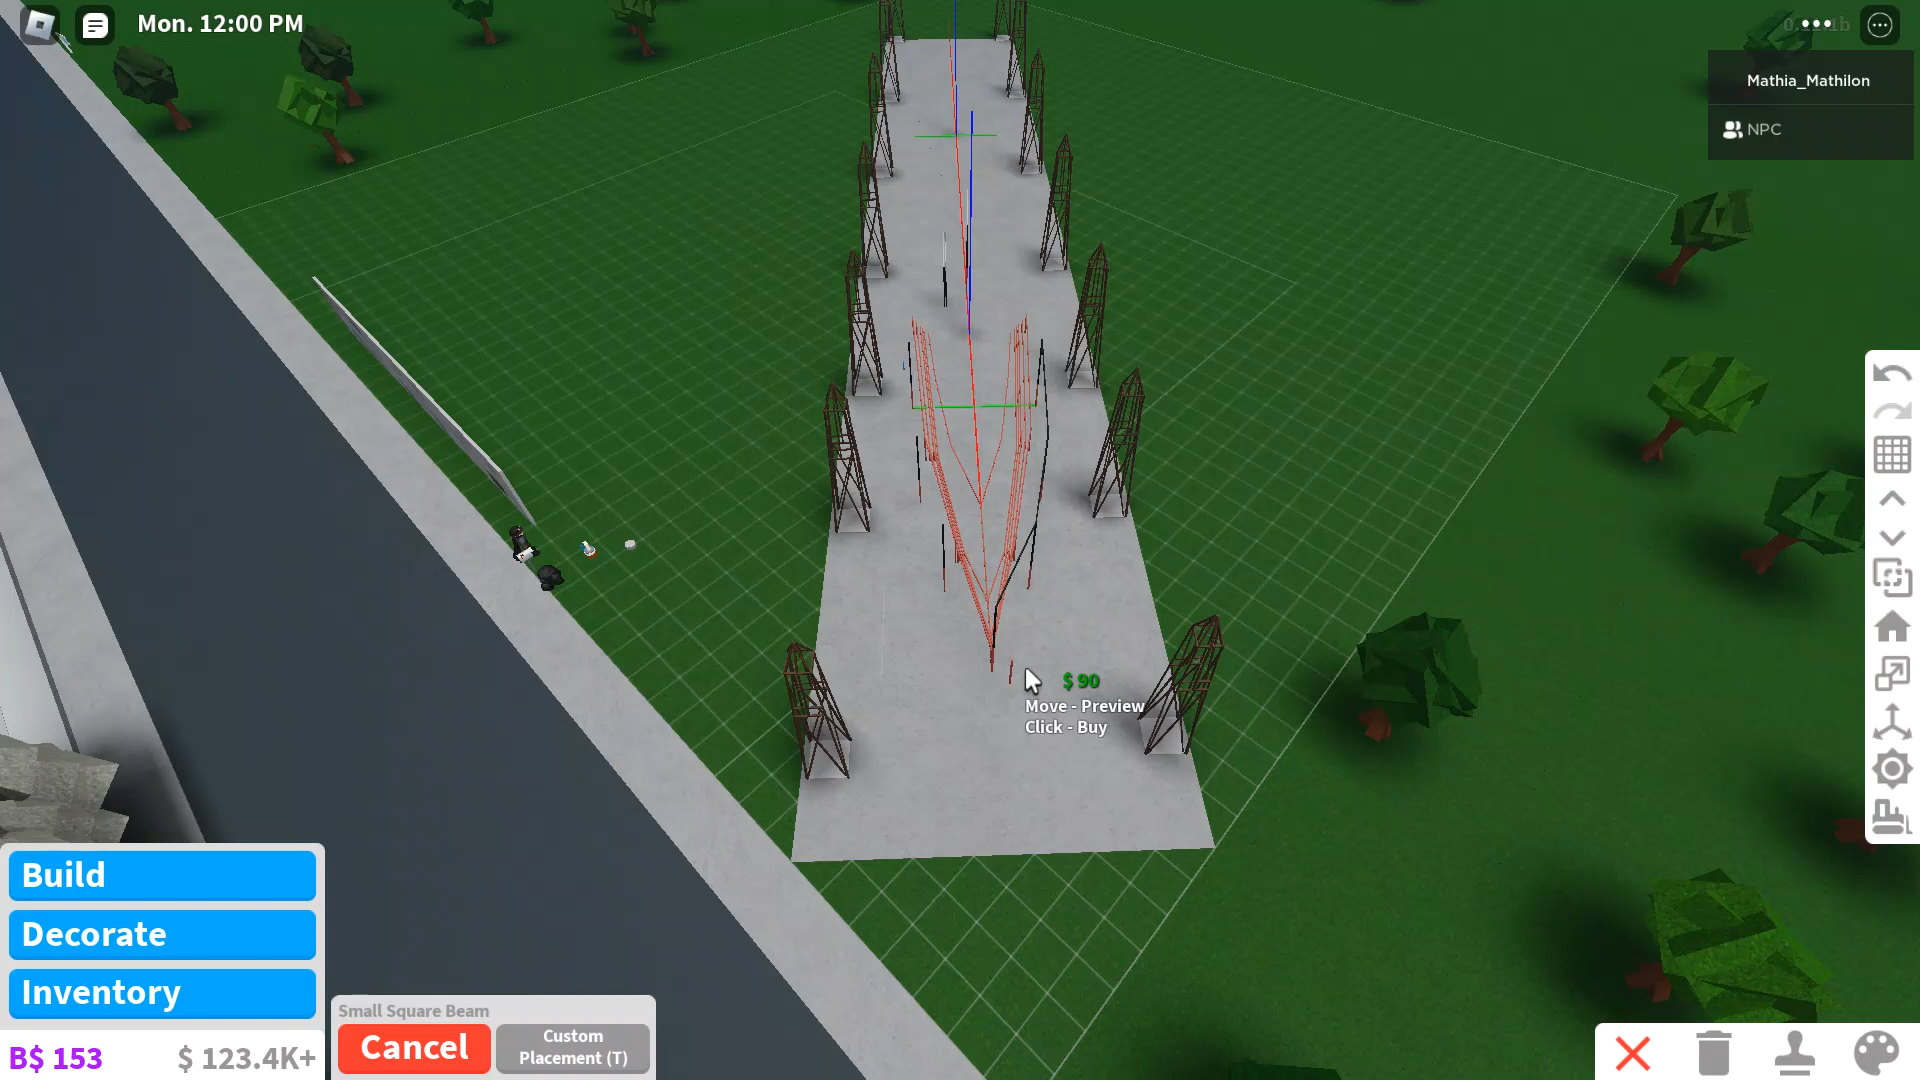 Mon. 12:00 PM
Mathia_Mathilon
NPC
$ 90
Move - Preview
Click - Buy
Build
Decorate
Inventory
B$ 153
$ 123.4K+
Small Square Beam
Cancel
Custom
Placement (T)